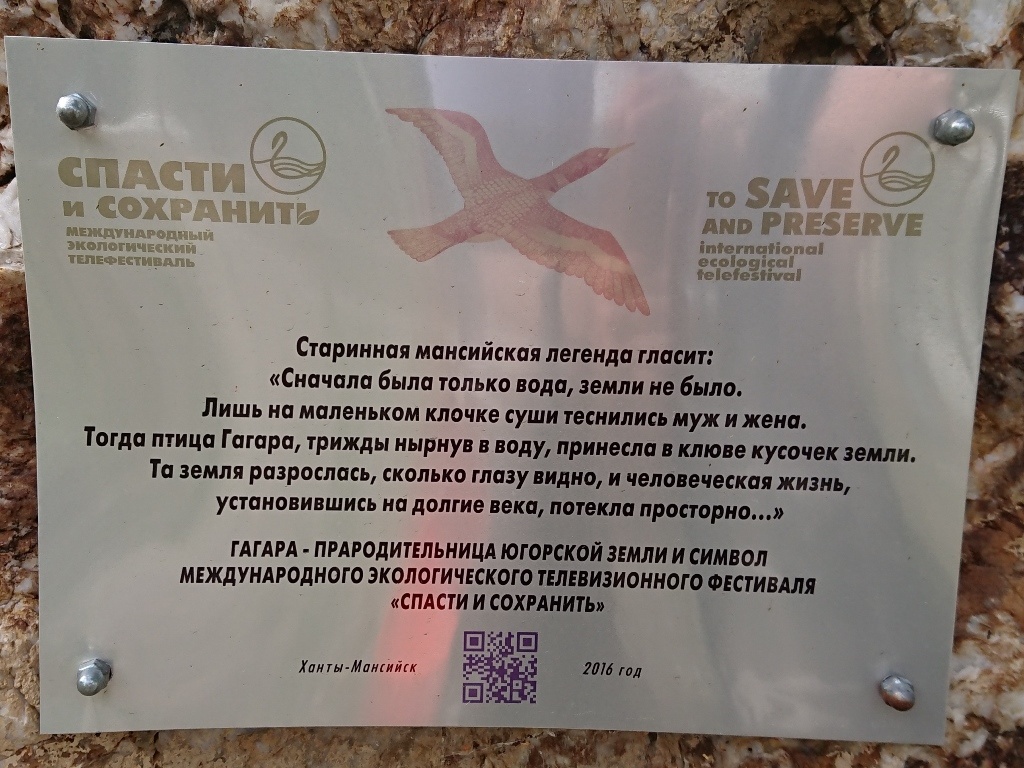 СПАСТИ
и СОХРАНИТЬ
МЕЖДУНАРОДНЫЙ
ЭКОЛОГИЧЕСКИЙ
ТЕЛЕФЕСТИВАЛЬ
TO SAVE
AND PRESERVE
international
ecological
telefestival
Старинная мансийская легенда гласит:
«Сначала была только вода, земли не было.
Лишь на маленьком клочке суши теснились муж и жена.
Тогда птица Гагара, трижды нырнув в воду, принесла в клюве кусочек земли.
Та земля разрослась, сколько глазу видно, и человеческая жизнь,
установившись на долгие века, потекла просторно...»
ГАГАРА - ПРАРОДИТЕЛЬНИЦА ЮГОРСКОЙ ЗЕМЛИ И СИМВОЛ
МЕЖДУНАРОДНОГО ЭКОЛОГИЧЕСКОГО ТЕЛЕВИЗИОННОГО ФЕСТИВАЛЯ
«СПАСТИ И СОХРАНИТЬ»
Ханты-Мансийск 2016 год